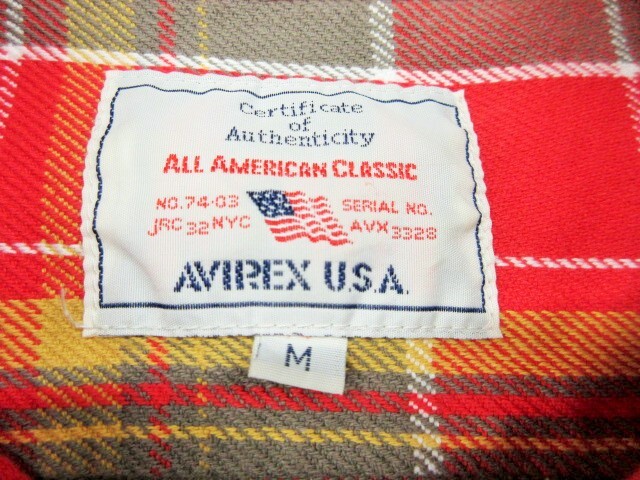 Certificate
of
Authenticity
ALL AMERICAN CLASSIC
NO. 74-03 SERIAL NO.
JRC 32 NYC AVX 3328
AVIREX U.S.A.
M